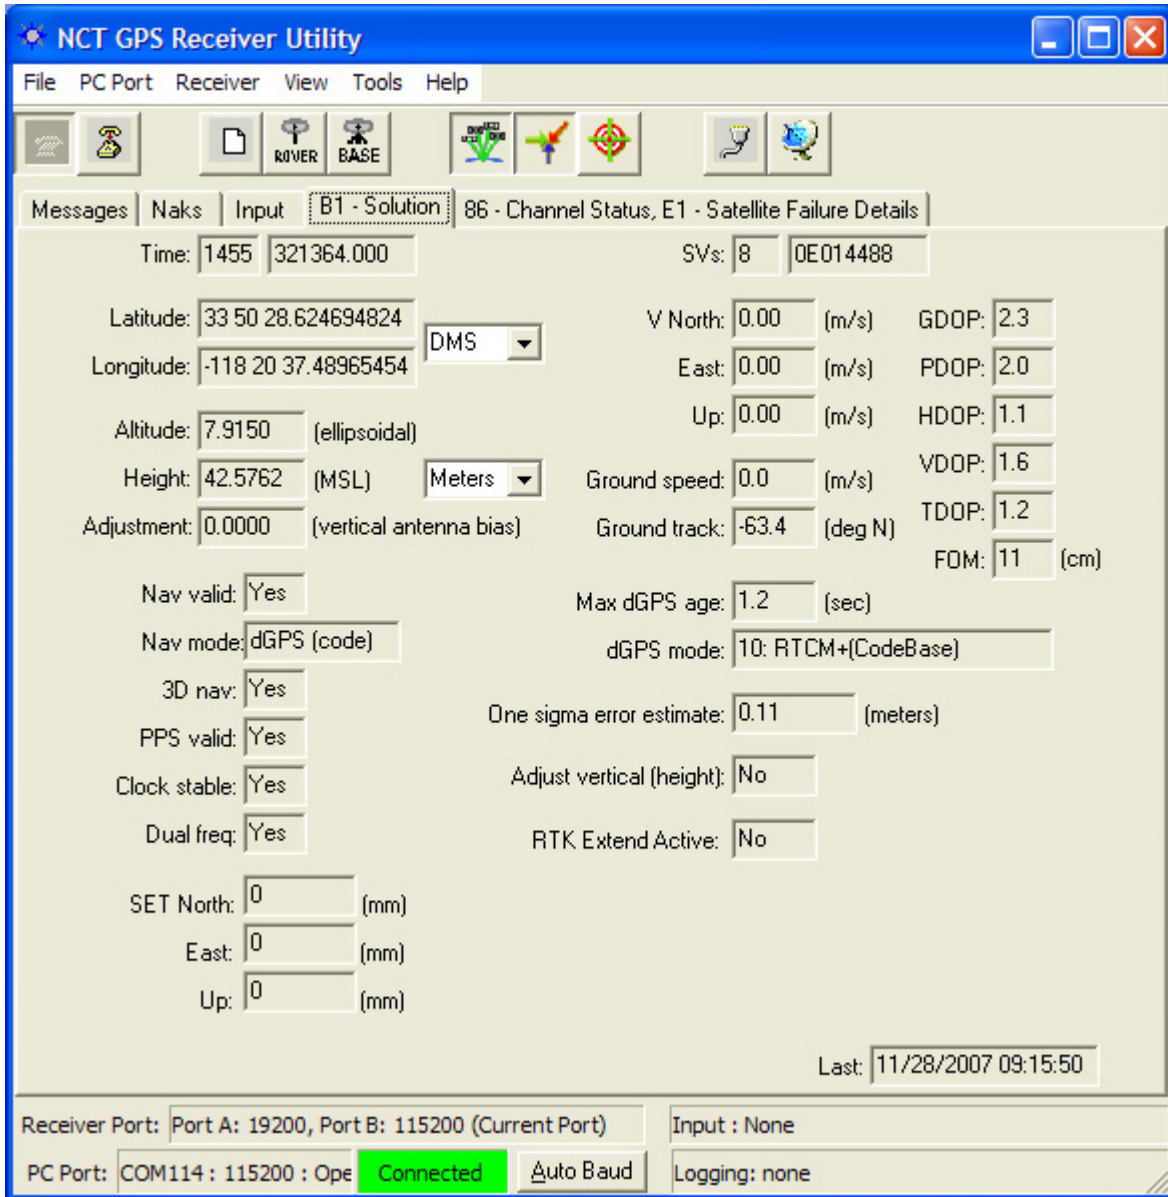 NCT GPS Receiver Utility
File PC Port Receiver View Tools Help
ROVER BASE
Messages Naks Input B1 - Solution 86 - Channel Status, E1 - Satellite Failure Details
Time: 1455 321364.000 SVs: 8 0E014488
Latitude: 33 50 28.624694824 DMS V North: 0.00 (m/s) GDOP: 2.3
Longitude: -118 20 37.48965454 East: 0.00 (m/s) PDOP: 2.0
Altitude: 7.9150 (ellipsoidal) Up: 0.00 (m/s) HDOP: 1.1
Height: 42.5762 (MSL) Meters Ground speed: 0.0 (m/s) VDOP: 1.6
Adjustment: 0.0000 (vertical antenna bias) Ground track: -63.4 (deg N) TDOP: 1.2
FOM: 11 (cm)
Nav valid: Yes Max dGPS age: 1.2 (sec)
Nav mode: dGPS (code) dGPS mode: 10: RTCM+(CodeBase)
3D nav: Yes
One sigma error estimate: 0.11 (meters)
PPS valid: Yes
Clock stable: Yes Adjust vertical (height): No
Dual freq: Yes RTK Extend Active: No
SET North: 0 (mm)
East: 0 (mm)
Up: 0 (mm)
Last: 11/28/2007 09:15:50
Receiver Port: Port A: 19200, Port B: 115200 (Current Port) Input : None
PC Port: COM114 : 115200 : Ope Connected Auto Baud Logging: none